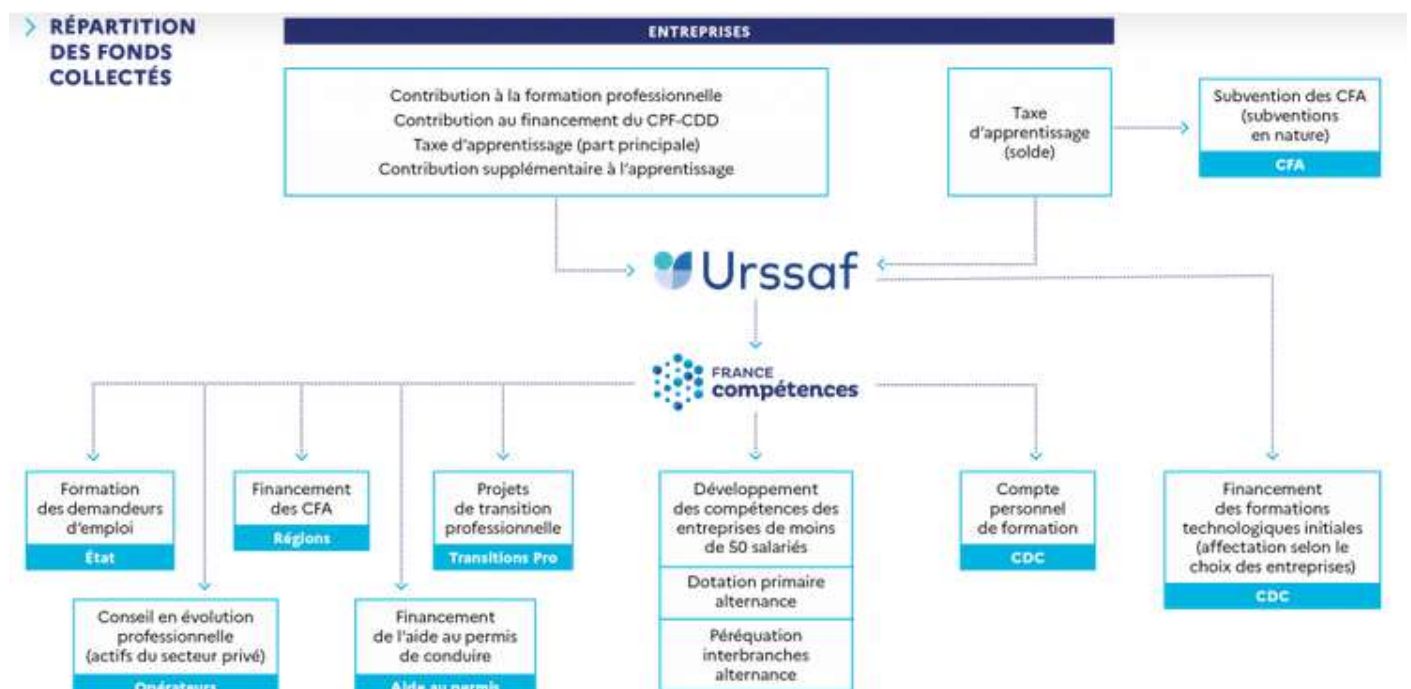 RÉPARTITION
DES FONDS
COLLECTÉS
ENTREPRISES
Contribution à la formation professionnelle
Contribution au financement du CPF-CDD
Taxe d'apprentissage (part principale)
Contribution supplémentaire à l'apprentissage
Taxe
d'apprentissage
(solde)
Subvention des CFA
(subventions
en nature)
CFA
Urssaf
FRANCE
compétences
Formation
des demandeurs
d'emploi
État
Financement
des CFA
Régions
Projets
de transition
professionnelle
Transitions Pro
Développement
des compétences des
entreprises de moins
de 50 salariés
Dotation primaire
alternance
Péréquation
interbranches
alternance
Compte
personnel
de formation
CDC
Financement
des formations
technologiques initiales
(affectation selon le
choix des entreprises)
CDC
Conseil en évolution
professionnelle
(actifs du secteur privé)
Opérateurs
Financement
de l'aide au permis
de conduire
Aide au permis